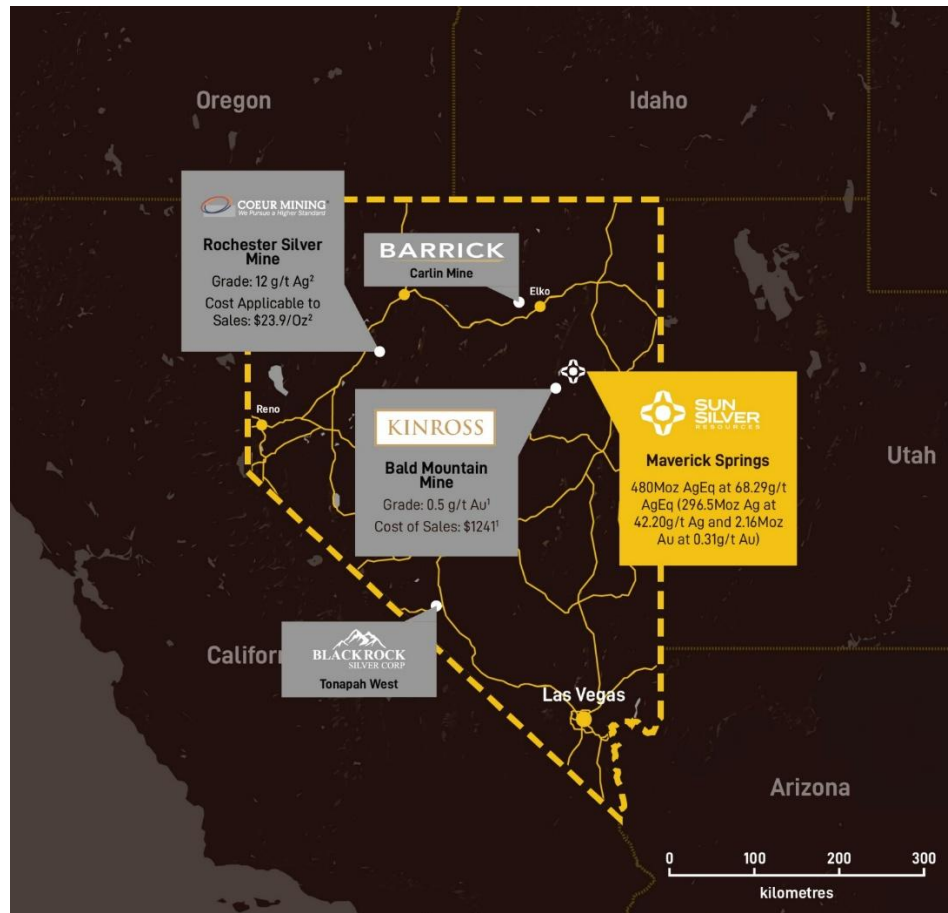 Oregon
Idaho
COEUR MINING
We Pursue a Higher Standard
Rochester Silver
Mine
Grade: 12 g/t Ag²
Cost Applicable to
Sales: $23.9/Oz²
BARRICK
Carlin Mine
Elko
Reno
KINROSS
Bald Mountain
Mine
Grade: 0.5 g/t Au¹
Cost of Sales: $1241¹
SUN
SILVER
RESOURCES
Maverick Springs
480Moz AgEq at 68.29g/t
AgEq (296.5Moz Ag at
42.20g/t Ag and 2.16Moz
Au at 0.31g/t Au)
Utah
Califor
BLACKROCK
SILVER CORP
Tonapah West
Las Vegas
Arizona
0 100 200 300
kilometres